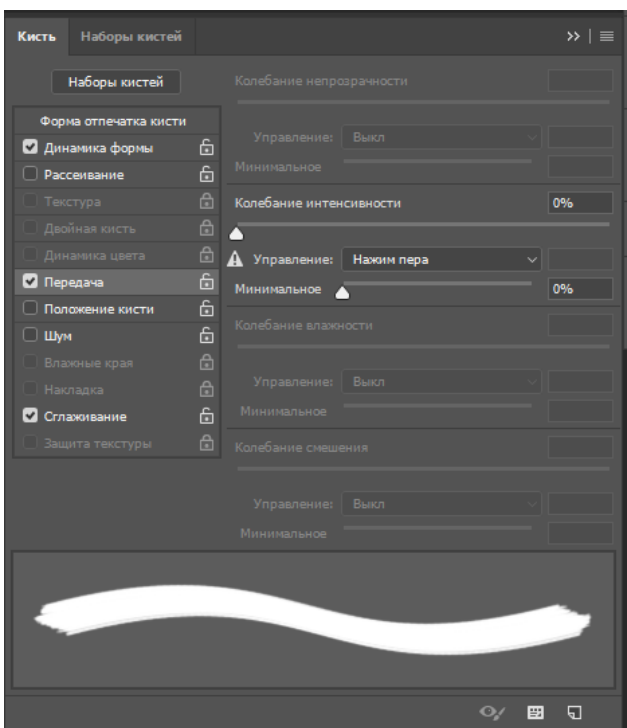 Кисть
Наборы кистей
Наборы кистей
Форма отпечатка кисти
Динамика формы
Рассеивание
Текстура
Двойная кисть
Динамика цвета
Передача
Положение кисти
Шум
Влажные края
Накладка
Сглаживание
Защита текстуры
Колебание непрозрачности
Управление: Выкл
Минимальное
Колебание интенсивности 0%
Управление: Нажим пера
Минимальное 0%
Колебание влажности
Управление: Выкл
Минимальное
Колебание смешения
Управление: Выкл
Минимальное